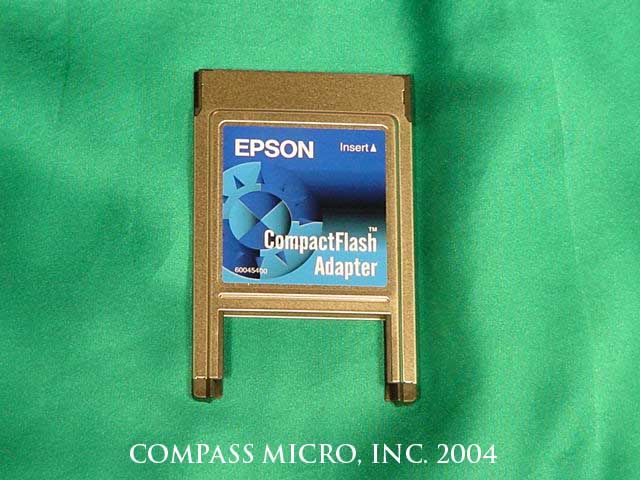 EPSON
Insert▲
CompactFlash™
Adapter
60045400
COMPASS MICRO, INC. 2004